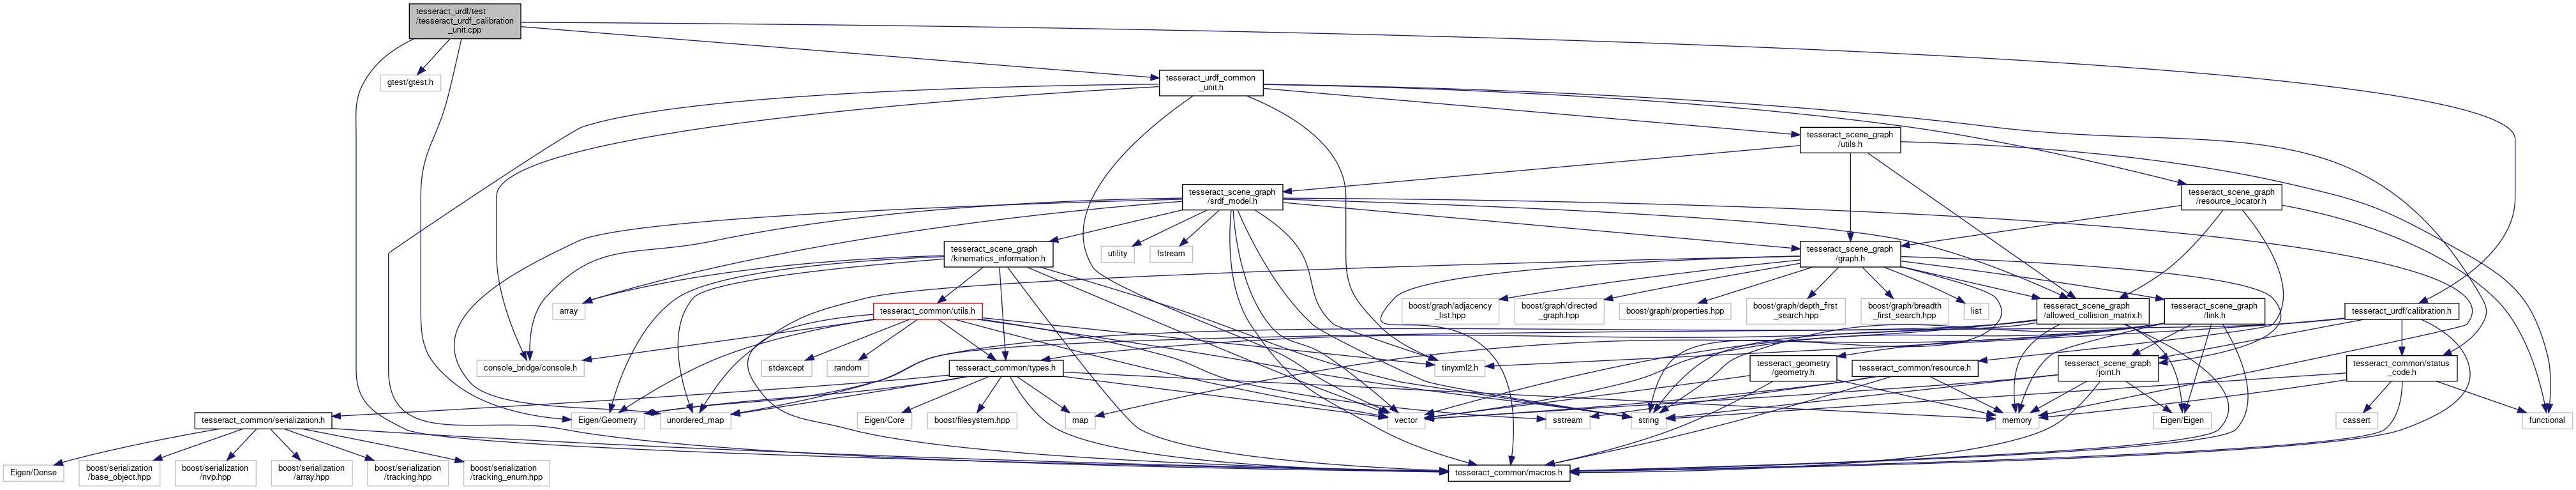 tesseract_urdf/test
/tesseract_urdf_calibration
_unit.cpp
gtest/gtest.h
tesseract_urdf_common
_unit.h
tesseract_scene_graph
/utils.h
tesseract_scene_graph
/srdf_model.h
tesseract_scene_graph
/resource_locator.h
tesseract_scene_graph
/kinematics_information.h
utility
fstream
tesseract_scene_graph
/graph.h
array
tesseract_common/utils.h
boost/graph/adjacency
_list.hpp
boost/graph/directed
_graph.hpp
boost/graph/properties.hpp
boost/graph/depth_first
_search.hpp
boost/graph/breadth
_first_search.hpp
list
tesseract_scene_graph
/allowed_collision_matrix.h
tesseract_scene_graph
/link.h
tesseract_urdf/calibration.h
console_bridge/console.h
stdexcept
random
tesseract_common/types.h
tinyxml2.h
tesseract_geometry
/geometry.h
tesseract_common/resource.h
tesseract_scene_graph
/joint.h
tesseract_common/status
_code.h
tesseract_common/serialization.h
Eigen/Geometry
unordered_map
Eigen/Core
boost/filesystem.hpp
map
vector
sstream
string
memory
Eigen/Eigen
cassert
functional
Eigen/Dense
boost/serialization
/base_object.hpp
boost/serialization
/nvp.hpp
boost/serialization
/array.hpp
boost/serialization
/tracking.hpp
boost/serialization
/tracking_enum.hpp
tesseract_common/macros.h